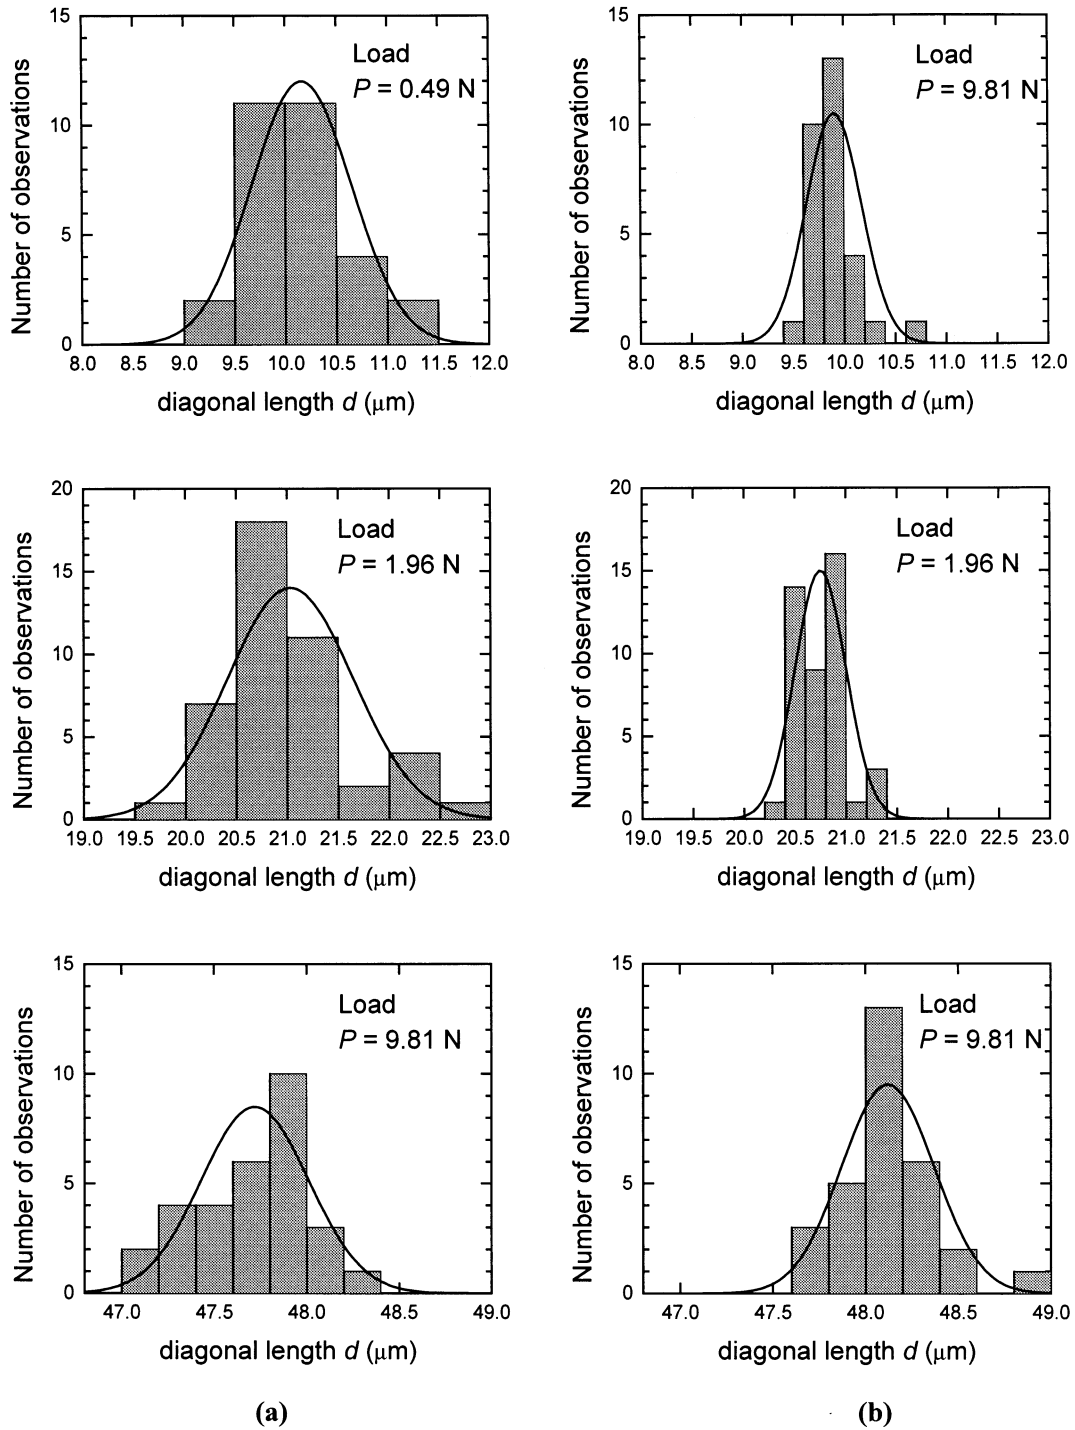 15
10
5
0
Number of observations
Load
P = 0.49 N
8.0 8.5 9.0 9.5 10.0 10.5 11.0 11.5 12.0
diagonal length d (μm)
15
10
5
0
Number of observations
Load
P = 9.81 N
8.0 8.5 9.0 9.5 10.0 10.5 11.0 11.5 12.0
diagonal length d (μm)
20
15
10
5
0
Number of observations
Load
P = 1.96 N
19.0 19.5 20.0 20.5 21.0 21.5 22.0 22.5 23.0
diagonal length d (μm)
20
15
10
5
0
Number of observations
Load
P = 1.96 N
19.0 19.5 20.0 20.5 21.0 21.5 22.0 22.5 23.0
diagonal length d (μm)
15
10
5
0
Number of observations
Load
P = 9.81 N
47.0 47.5 48.0 48.5 49.0
diagonal length d (μm)
15
10
5
0
Number of observations
Load
P = 9.81 N
47.0 47.5 48.0 48.5 49.0
diagonal length d (μm)
(a)
(b)